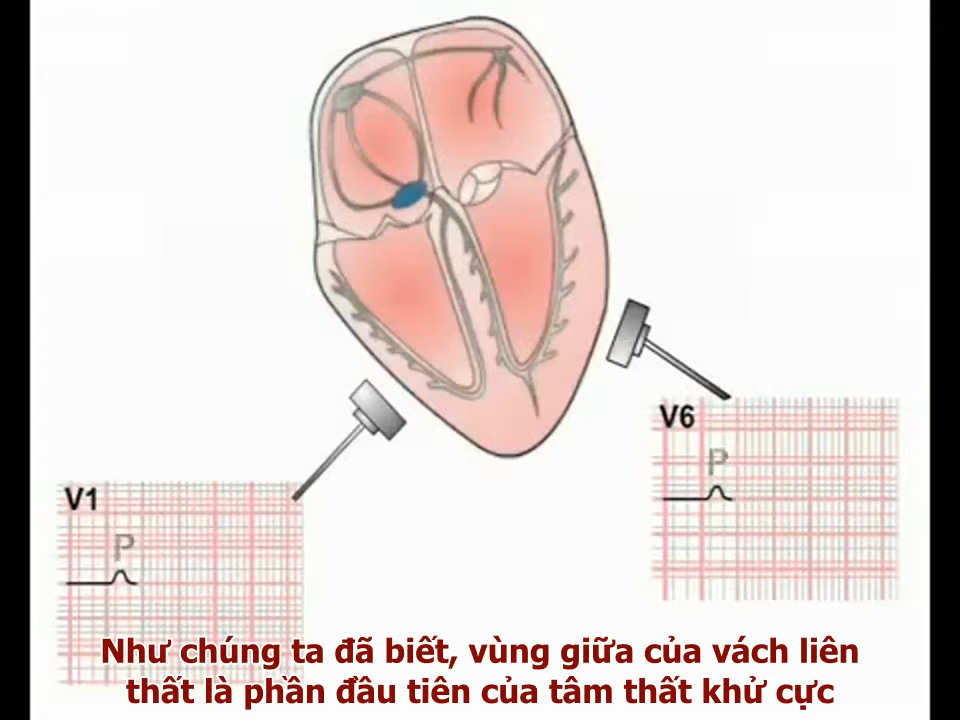 V6
P
V1
P
Như chúng ta đã biết, vùng giữa của vách liên
thất là phần đầu tiên của tâm thất khử cực